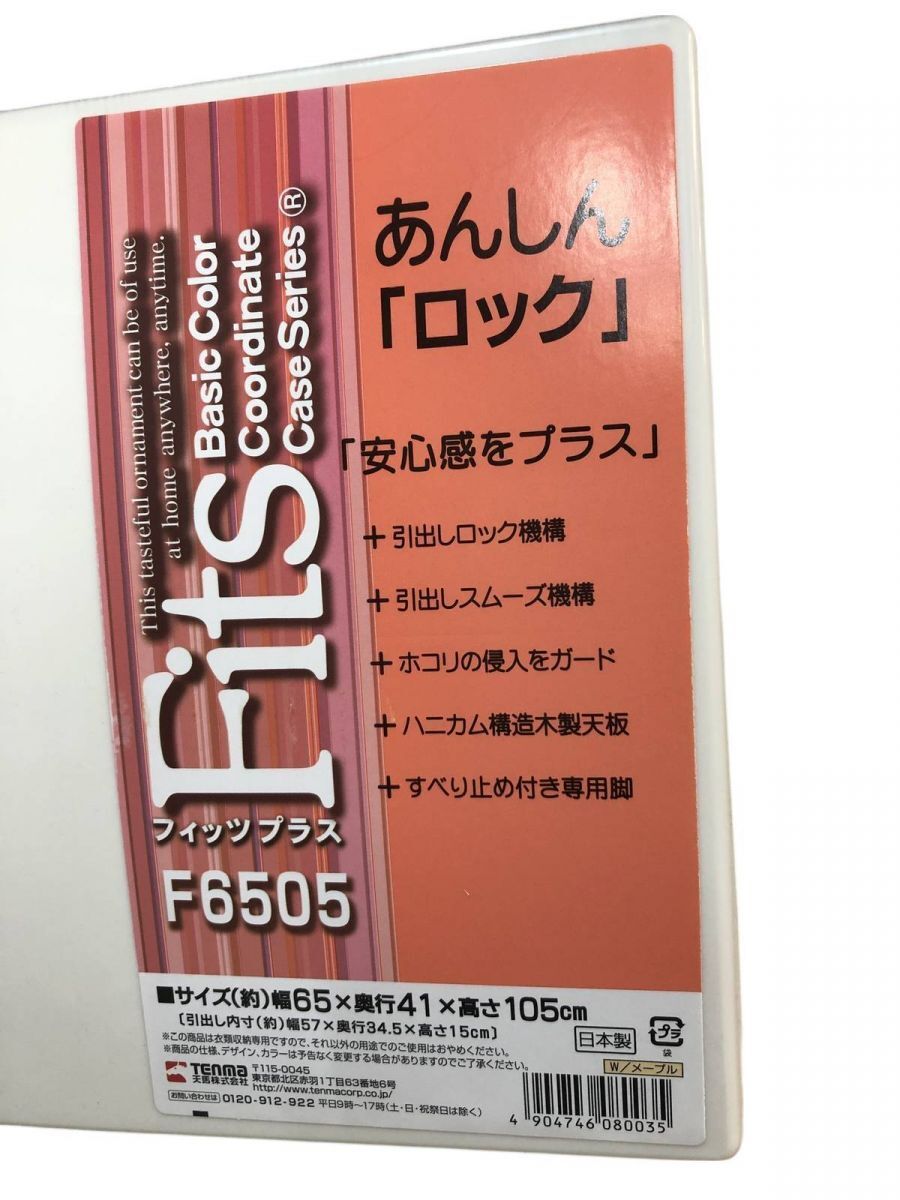 This tasteful ornament can be of use
at home anywhere, anytime.
Fits
Basic Color
Coordinate
Case Series®
フィッツプラス
F6505
あんしん
「ロック」
「安心感をプラス」
+引出しロック機構
+引出しスムーズ機構
+ホコリの侵入をガード
+ハニカム構造木製天板
+すべり止め付き専用脚
■サイズ(約)幅65×奥行41×高さ105cm
〔引出し内寸(約)幅57×奥行34.5×高さ15cm〕
※この商品は衣類収納専用ですので、それ以外の用途でのご使用はおやめください。
※商品の仕様、デザイン、カラーは予告なく変更する場合がありますのでご了承ください。
日本製
プラ
袋
W/メープル
TENMA
天馬株式会社
〒115-0045
東京都北区赤羽1丁目63番地6号
http://www.tenmacorp.co.jp/
お問い合わせは 0120-912-922 平日9時〜17時(土・日・祝祭日は除く)
4 904746 080035